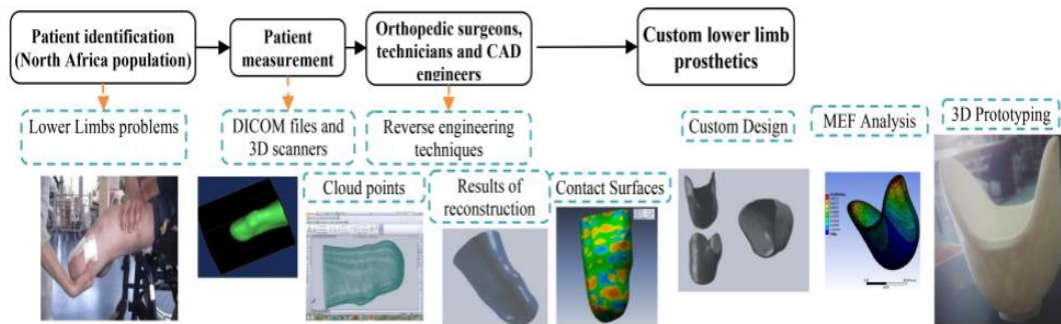 Patient identification
(North Africa population)
Patient
measurement
Orthopedic surgeons,
technicians and CAD
engineers
Custom lower limb
prosthetics
Lower Limbs problems
DICOM files and
3D scanners
Reverse engineering
techniques
Custom Design
MEF Analysis
3D Prototyping
Cloud points
Results of
reconstruction
Contact Surfaces